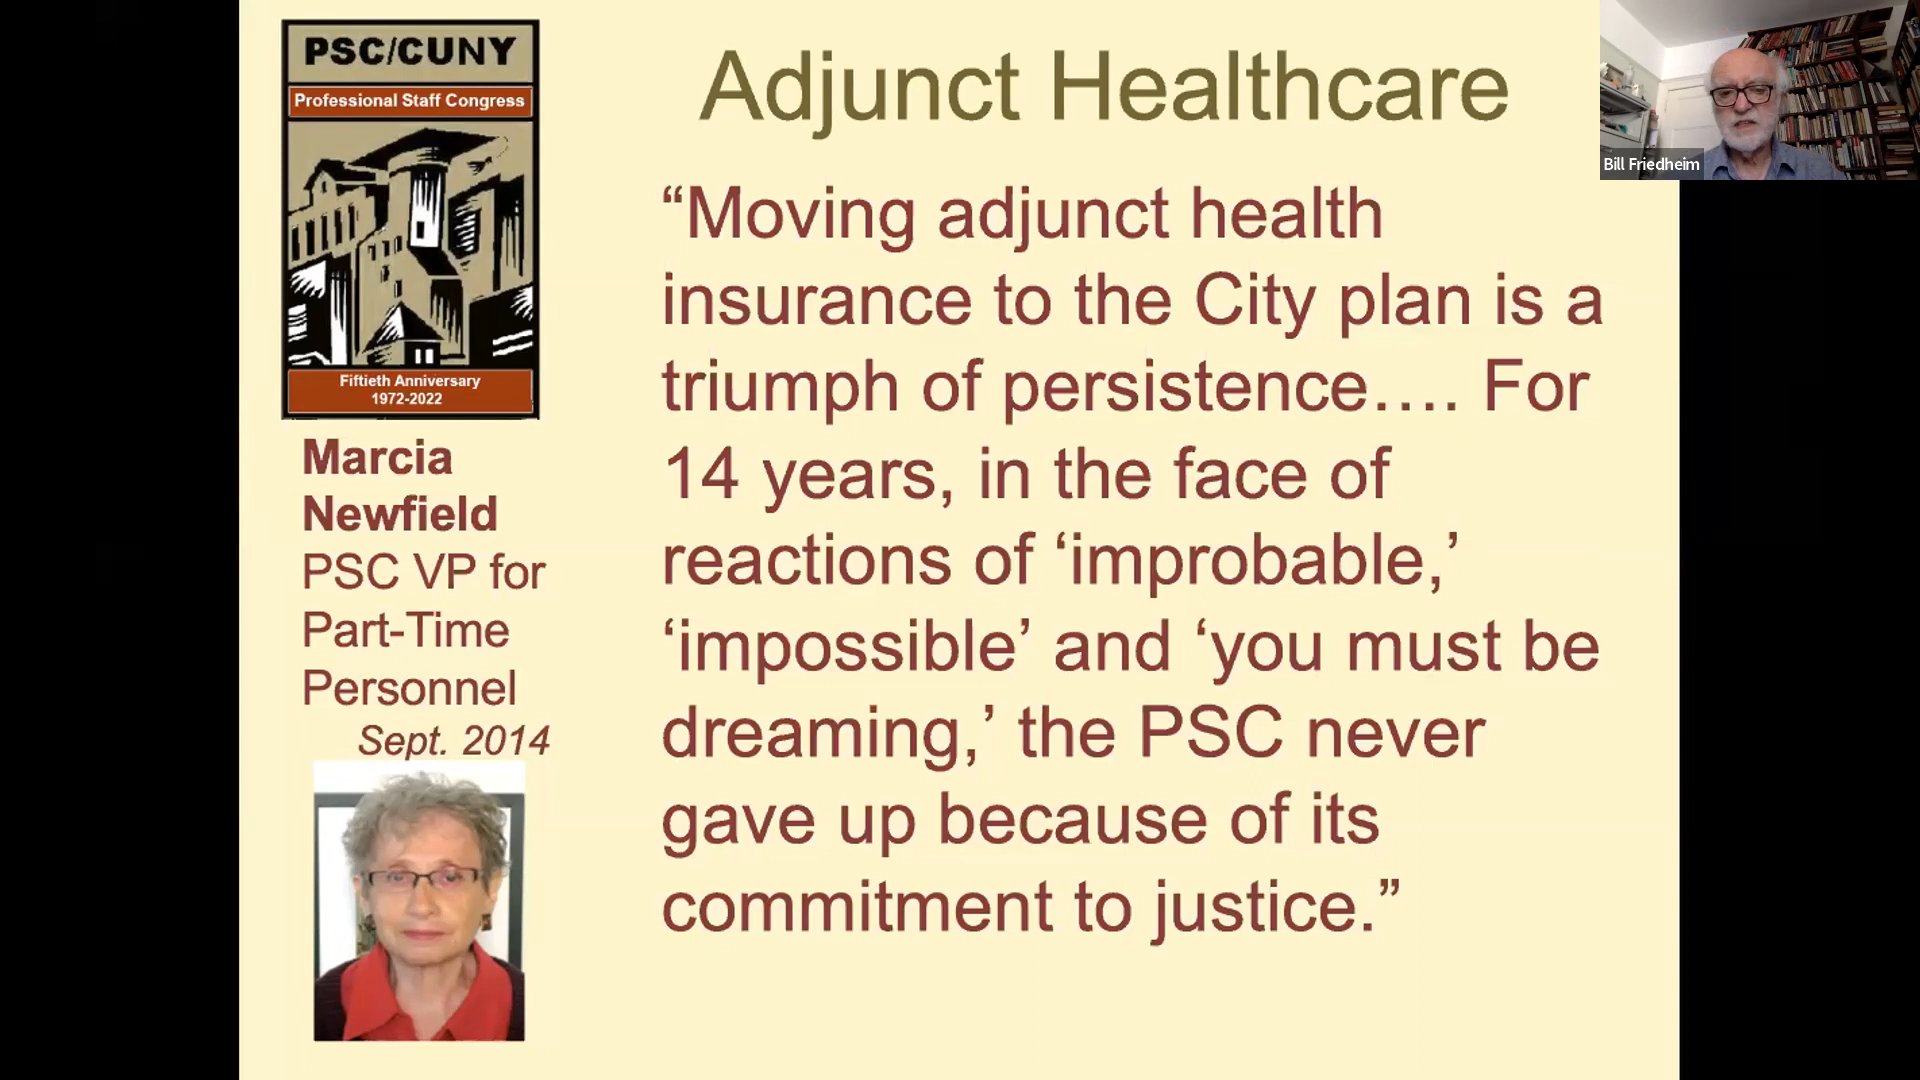 PSC/CUNY
Professional Staff Congress
Fiftieth Anniversary
1972-2022
Marcia
Newfield
PSC VP for
Part-Time
Personnel
Sept. 2014
Adjunct Healthcare
“Moving adjunct health
insurance to the City plan is a
triumph of persistence…. For
14 years, in the face of
reactions of ‘improbable,’
‘impossible’ and ‘you must be
dreaming,’ the PSC never
gave up because of its
commitment to justice.”
Bill Friedheim